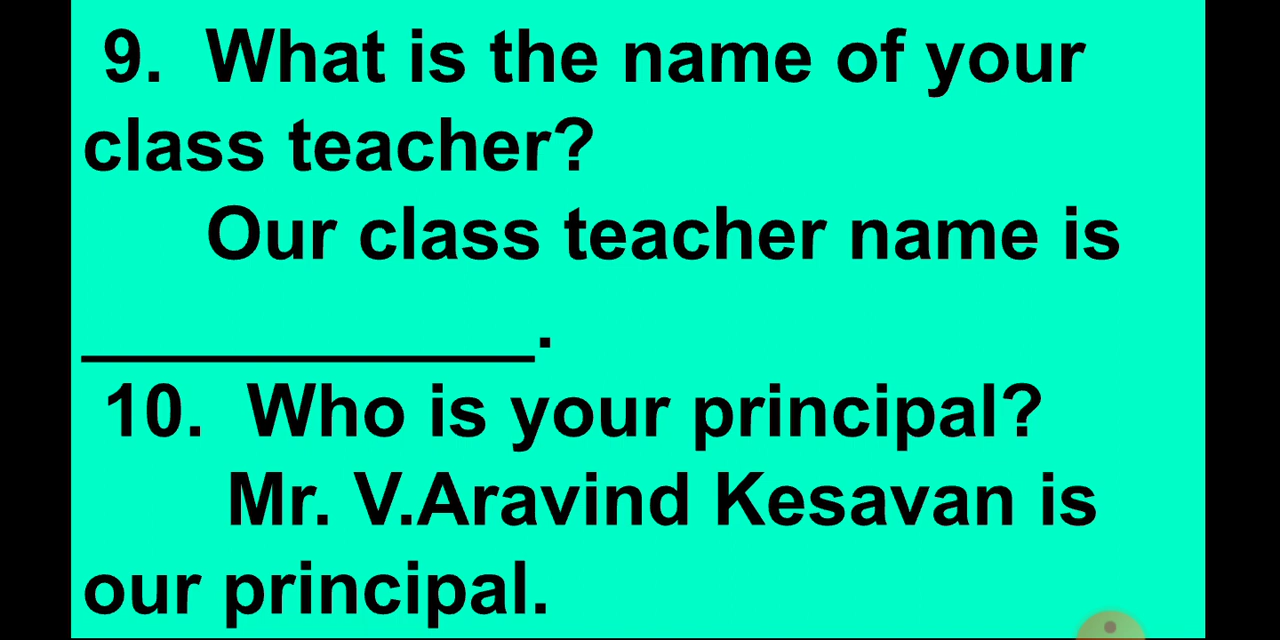 9. What is the name of your
class teacher?
Our class teacher name is
____________.
10. Who is your principal?
Mr. V.Aravind Kesavan is
our principal.